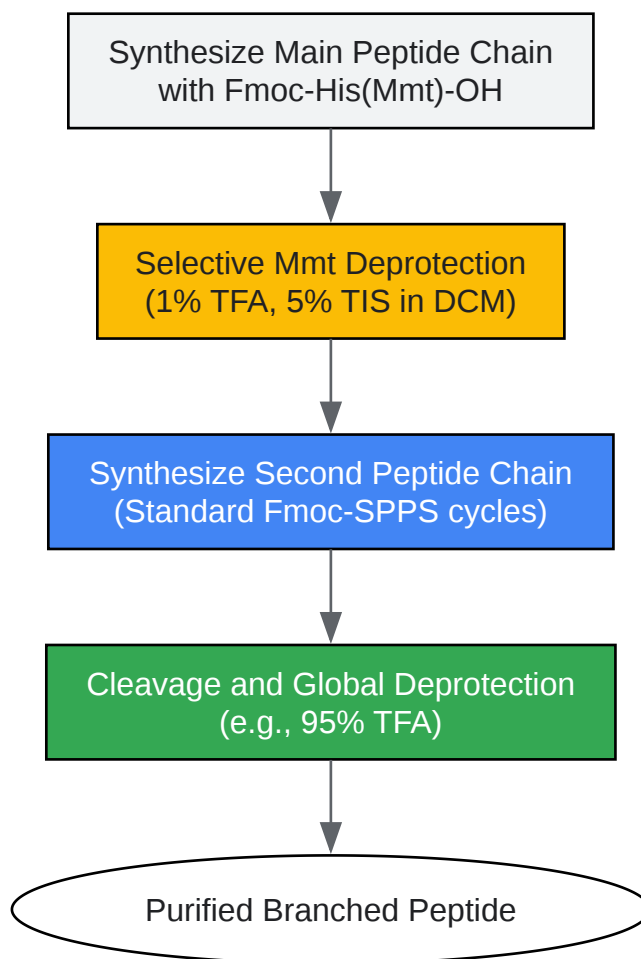 Synthesize Main Peptide Chain
with Fmoc-His(Mmt)-OH
Selective Mmt Deprotection
(1% TFA, 5% TIS in DCM)
Synthesize Second Peptide Chain
(Standard Fmoc-SPPS cycles)
Cleavage and Global Deprotection
(e.g., 95% TFA)
Purified Branched Peptide